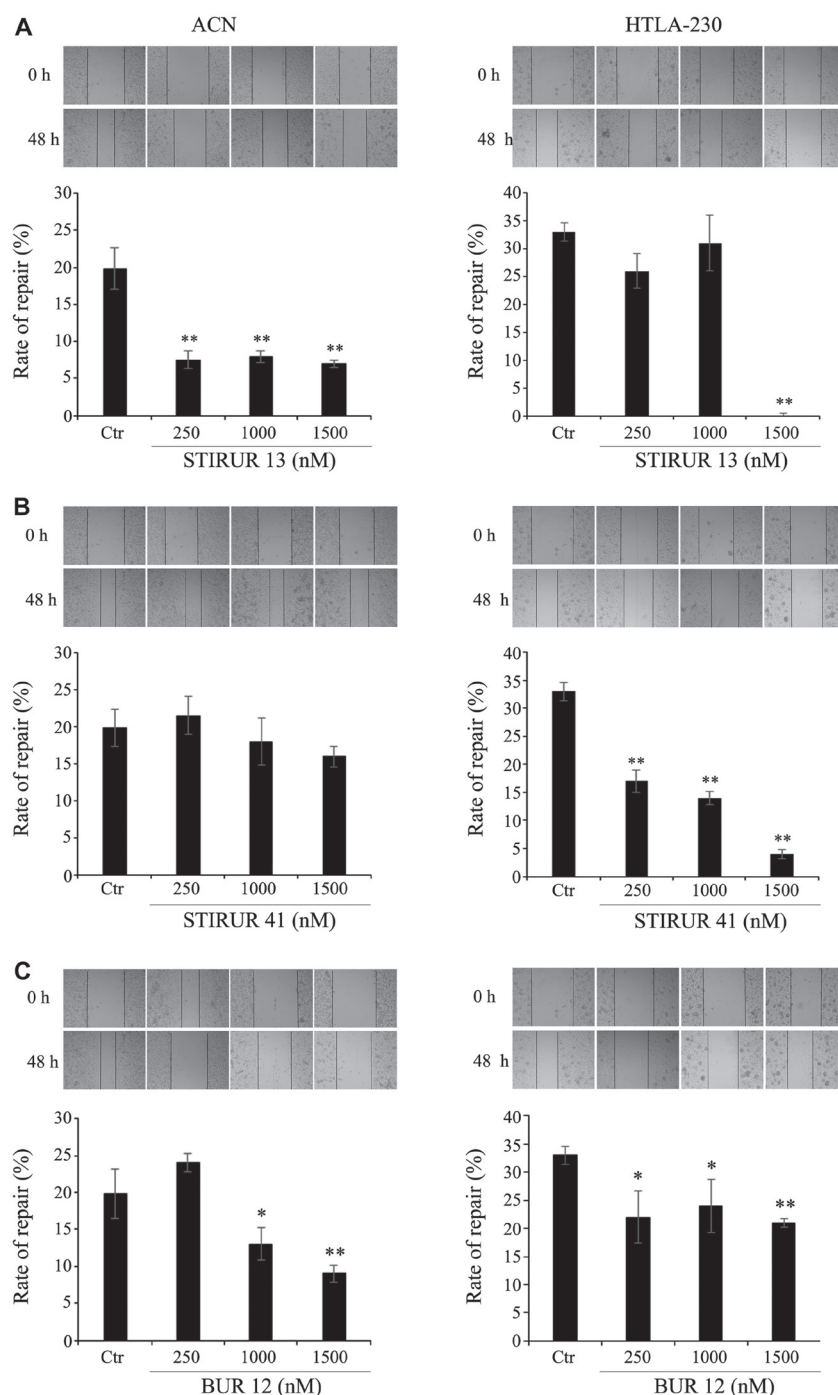 A
ACN
HTLA-230
0 h
48 h
0 h
48 h
Rate of repair (%)
30
25
20
15
10
5
0
**
**
**
Ctr
250
1000
1500
STIRUR 13 (nM)
Rate of repair (%)
40
35
30
25
20
15
10
5
0
**
Ctr
250
1000
1500
STIRUR 13 (nM)
B
0 h
48 h
0 h
48 h
Rate of repair (%)
30
25
20
15
10
5
0
Ctr
250
1000
1500
STIRUR 41 (nM)
Rate of repair (%)
40
35
30
25
20
15
10
5
0
**
**
**
Ctr
250
1000
1500
STIRUR 41 (nM)
C
0 h
48 h
0 h
48 h
Rate of repair (%)
30
25
20
15
10
5
0
*
**
Ctr
250
1000
1500
BUR 12 (nM)
Rate of repair (%)
40
35
30
25
20
15
10
5
0
*
*
**
Ctr
250
1000
1500
BUR 12 (nM)